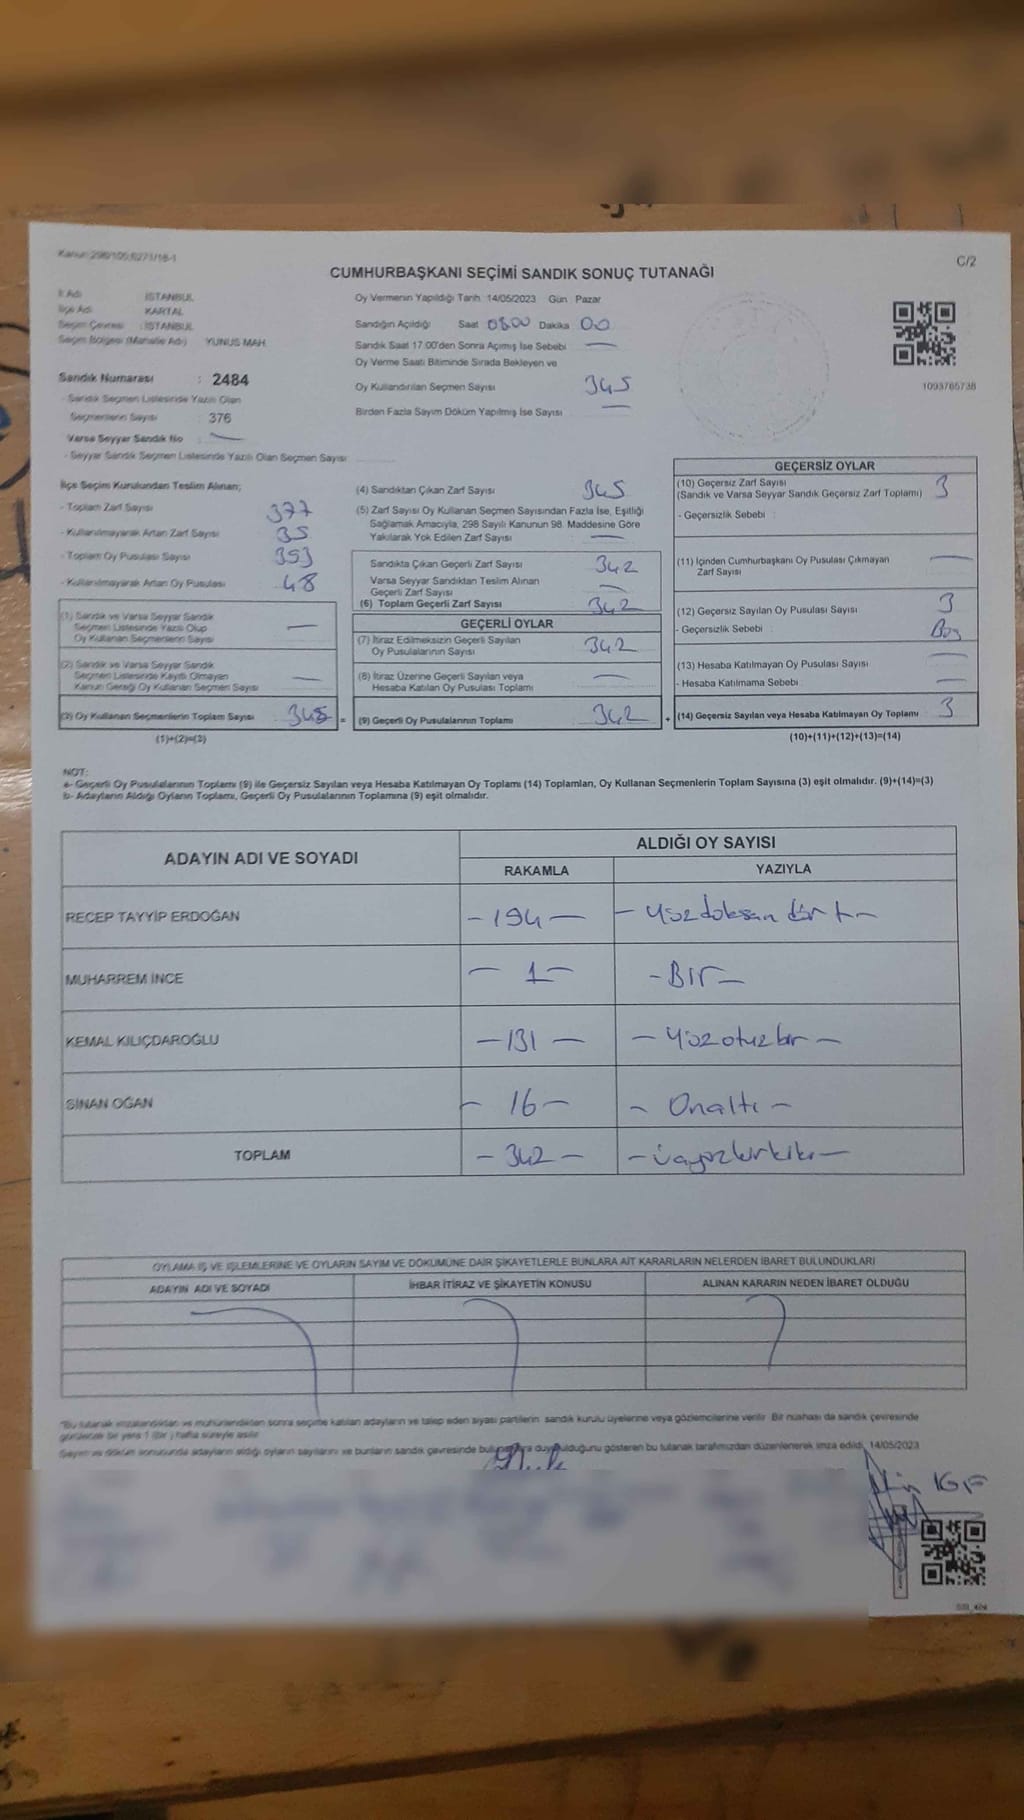 Kanun: 298/105,6271/18-1
C/2
CUMHURBAŞKANI SEÇİMİ SANDIK SONUÇ TUTANAĞI
İl Adı : İSTANBUL
İlçe Adı : KARTAL
Seçim Çevresi : İSTANBUL
Seçim Bölgesi (Mahalle Adı) YUNUS MAH.
Sandık Numarası : 2484
- Sandık Seçmen Listesinde Yazılı Olan
Seçmenlerin Sayısı : 376
Varsa Seyyar Sandık No : —
- Seyyar Sandık Seçmen Listesinde Yazılı Olan Seçmen Sayısı
Oy Vermenin Yapıldığı Tarih 14/05/2023 Gün Pazar
Sandığın Açıldığı Saat 08.00 Dakika 00
Sandık Saat 17:00'den Sonra Açımış İse Sebebi —
Oy Verme Saati Bitiminde Sırada Bekleyen ve
Oy Kullandırılan Seçmen Sayısı 345
Birden Fazla Sayım Döküm Yapılmış İse Sayısı —
1093765738
İlçe Seçim Kurulundan Teslim Alınan;
- Toplam Zarf Sayısı 377
- Kullanılmayarak Artan Zarf Sayısı 35
- Toplam Oy Pusulası Sayısı 393
- Kullanılmayarak Artan Oy Pusulası 48
(1) Sandık ve Varsa Seyyar Sandık
Seçmen Listesinde Yazılı Olup
Oy Kullanan Seçmenlerin Sayısı —
(2) Sandık ve Varsa Seyyar Sandık
Seçmen Listesinde Kayıtlı Olmayan
Kanun Gereği Oy Kullanan Seçmen Sayısı —
(3) Oy Kullanan Seçmenlerin Toplam Sayısı 345 =
(1)+(2)=(3)
(4) Sandıktan Çıkan Zarf Sayısı 345
(5) Zarf Sayısı Oy Kullanan Seçmen Sayısından Fazla İse, Eşitliği
Sağlamak Amacıyla, 298 Sayılı Kanunun 98. Maddesine Göre
Yakılarak Yok Edilen Zarf Sayısı —
Sandıkta Çıkan Geçerli Zarf Sayısı 342
Varsa Seyyar Sandıktan Teslim Alınan
Geçerli Zarf Sayısı —
(6) Toplam Geçerli Zarf Sayısı 342
GEÇERLİ OYLAR
(7) İtiraz Edilmeksizin Geçerli Sayılan
Oy Pusulalarının Sayısı 342
(8) İtiraz Üzerine Geçerli Sayılan veya
Hesaba Katılan Oy Pusulası Toplamı —
(9) Geçerli Oy Pusulalarının Toplamı 342 +
GEÇERSİZ OYLAR
(10) Geçersiz Zarf Sayısı 3
(Sandık ve Varsa Seyyar Sandık Geçersiz Zarf Toplamı)
- Geçersizlik Sebebi :
(11) İçinden Cumhurbaşkanı Oy Pusulası Çıkmayan —
Zarf Sayısı
(12) Geçersiz Sayılan Oy Pusulası Sayısı 3
- Geçersizlik Sebebi : Boş
(13) Hesaba Katılmayan Oy Pusulası Sayısı —
- Hesaba Katılmama Sebebi : —
(14) Geçersiz Sayılan veya Hesaba Katılmayan Oy Toplamı 3
(10)+(11)+(12)+(13)=(14)
NOT:
a- Geçerli Oy Pusulalarının Toplamı (9) ile Geçersiz Sayılan veya Hesaba Katılmayan Oy Toplamı (14) Toplamları, Oy Kullanan Seçmenlerin Toplam Sayısına (3) eşit olmalıdır. (9)+(14)=(3)
b- Adayların Aldığı Oyların Toplamı, Geçerli Oy Pusulalarının Toplamına (9) eşit olmalıdır.
ADAYIN ADI VE SOYADI
ALDIĞI OY SAYISI
RAKAMLA YAZIYLA
RECEP TAYYİP ERDOĞAN - 194 - - yüzdoksan dört -
MUHARREM İNCE - 1 - - Bir -
KEMAL KILIÇDAROĞLU - 131 - - yüzotuzbir -
SİNAN OĞAN - 16 - - Onaltı -
TOPLAM - 342 - - üçyüzkırkiki -
OYLAMA İŞ VE İŞLEMLERİNE VE OYLARIN SAYIM VE DÖKÜMÜNE DAİR ŞİKAYETLERLE BUNLARA AİT KARARLARIN NELERDEN İBARET BULUNDUKLARI
ADAYIN ADI VE SOYADI İHBAR İTİRAZ VE ŞİKAYETİN KONUSU ALINAN KARARIN NEDEN İBARET OLDUĞU
*Bu tutanak imzalandıktan ve mühürlendikten sonra seçime katılan adayların ve talep eden siyasi partilerin sandık kurulu üyelerine veya gözlemcilerine verilir. Bir nüshası da sandık çevresinde
görülecek bir yere 1 (bir) hafta süreyle asılır.
Sayım ve döküm sonucunda adayların aldığı oyların sayılarını ve bunların sandık çevresinde duyulduğunu gösteren bu tutanak tarafımızdan düzenlenerek imza edildi. 14/05/2023